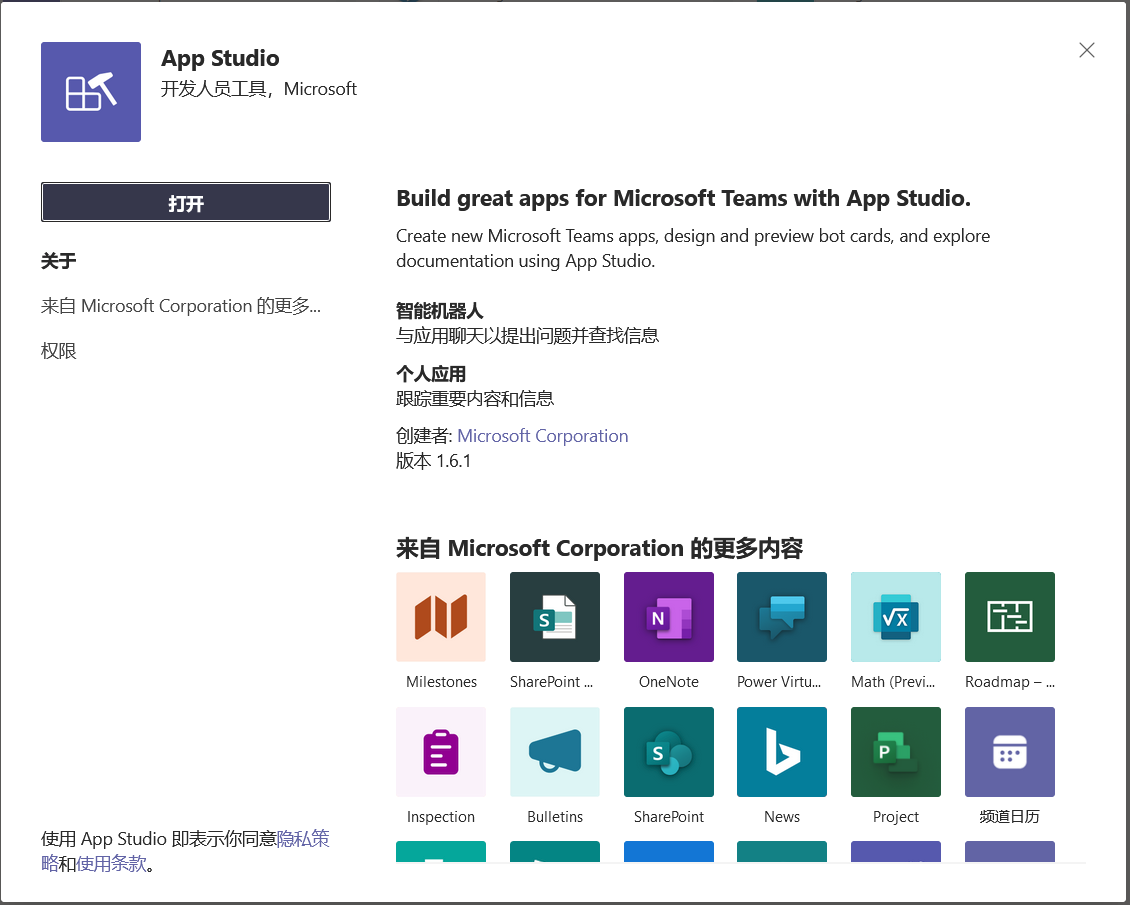 App Studio
开发人员工具，Microsoft
打开
关于
来自 Microsoft Corporation 的更多...
权限
使用 App Studio 即表示你同意隐私策
略和使用条款。
Build great apps for Microsoft Teams with App Studio.
Create new Microsoft Teams apps, design and preview bot cards, and explore
documentation using App Studio.
智能机器人
与应用聊天以提出问题并查找信息
个人应用
跟踪重要内容和信息
创建者: Microsoft Corporation
版本 1.6.1
来自 Microsoft Corporation 的更多内容
S
N
√x
Milestones
SharePoint ...
OneNote
Power Virtu...
Math (Previ...
Roadmap – ...
S
P
Inspection
Bulletins
SharePoint
News
Project
频道日历